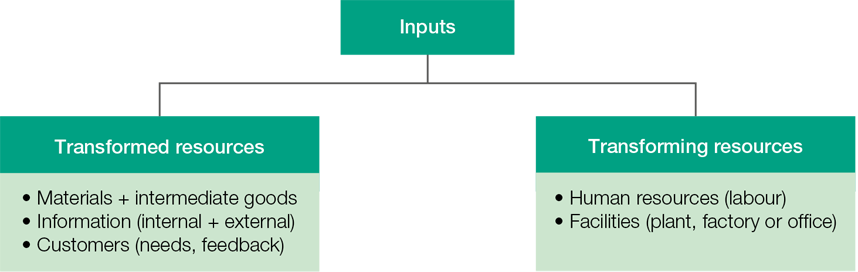 Inputs
Transformed resources
• Materials + intermediate goods
• Information (internal + external)
• Customers (needs, feedback)
Transforming resources
• Human resources (labour)
• Facilities (plant, factory or office)